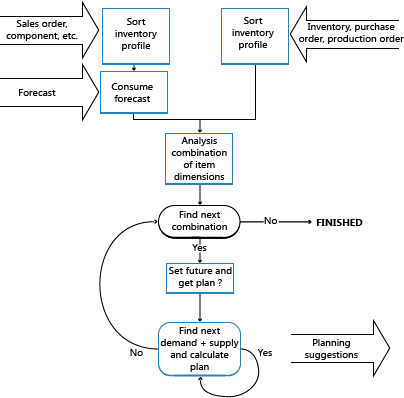 Sales order,
component, etc.
Sort
inventory
profile
Sort
inventory
profile
Inventory, purchase
order, production order
Forecast
Consume
forecast
Analysis
combination
of item
dimensions
Find next
combination
No
FINISHED
Yes
Set future and
get plan ?
Find next
demand + supply
and calculate
plan
No
Yes
Planning
suggestions